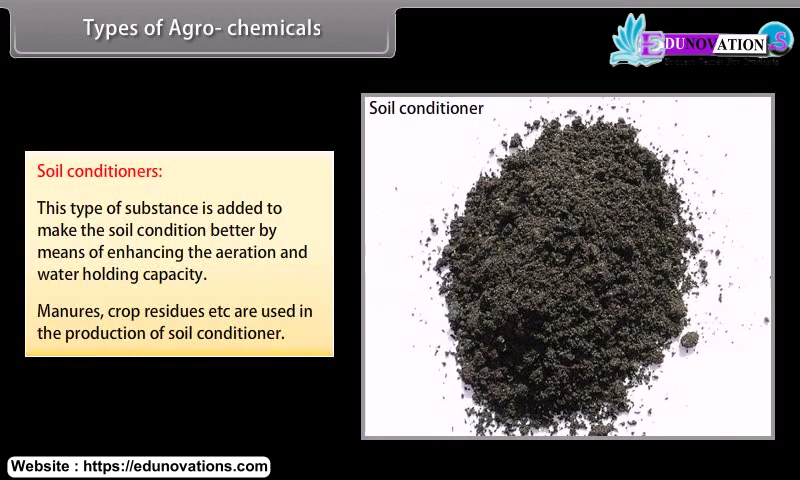 Types of Agro- chemicals
EDUNOVATION.S
Soil conditioner
Soil conditioners:
This type of substance is added to
make the soil condition better by
means of enhancing the aeration and
water holding capacity.
Manures, crop residues etc are used in
the production of soil conditioner.
Website : https://edunovations.com